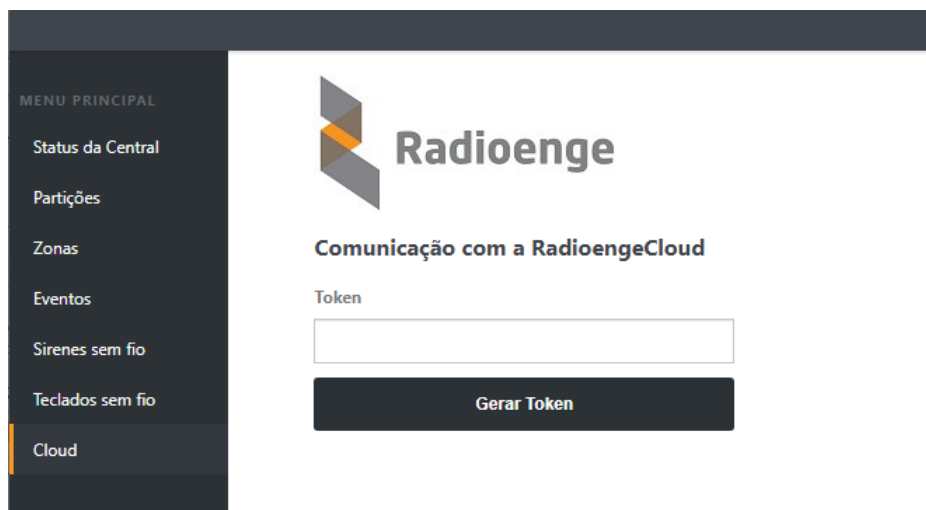 MENU PRINCIPAL
Status da Central
Partições
Zonas
Eventos
Sirenes sem fio
Teclados sem fio
Cloud
Radioenge
Comunicação com a RadioengeCloud
Token
Gerar Token